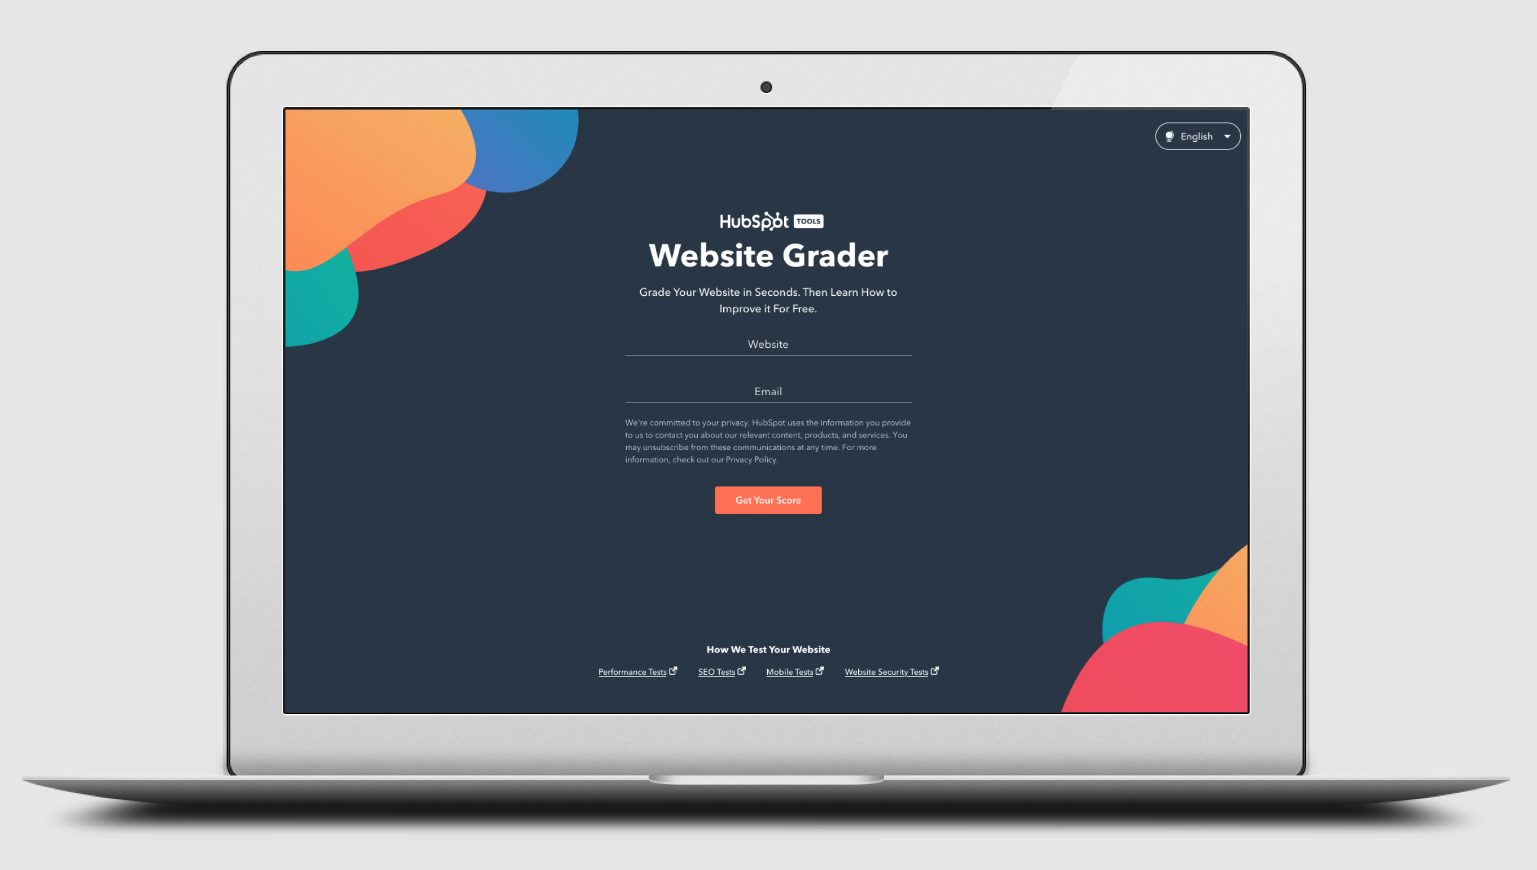 English
HubSpot TOOLS
Website Grader
Grade Your Website in Seconds. Then Learn How to
Improve it For Free.
Website
Email
We're committed to your privacy. HubSpot uses the information you provide
to us to contact you about our relevant content, products, and services. You
may unsubscribe from these communications at any time. For more
information, check out our Privacy Policy.
Get Your Score
How We Test Your Website
Performance Tests SEO Tests Mobile Tests Website Security Tests